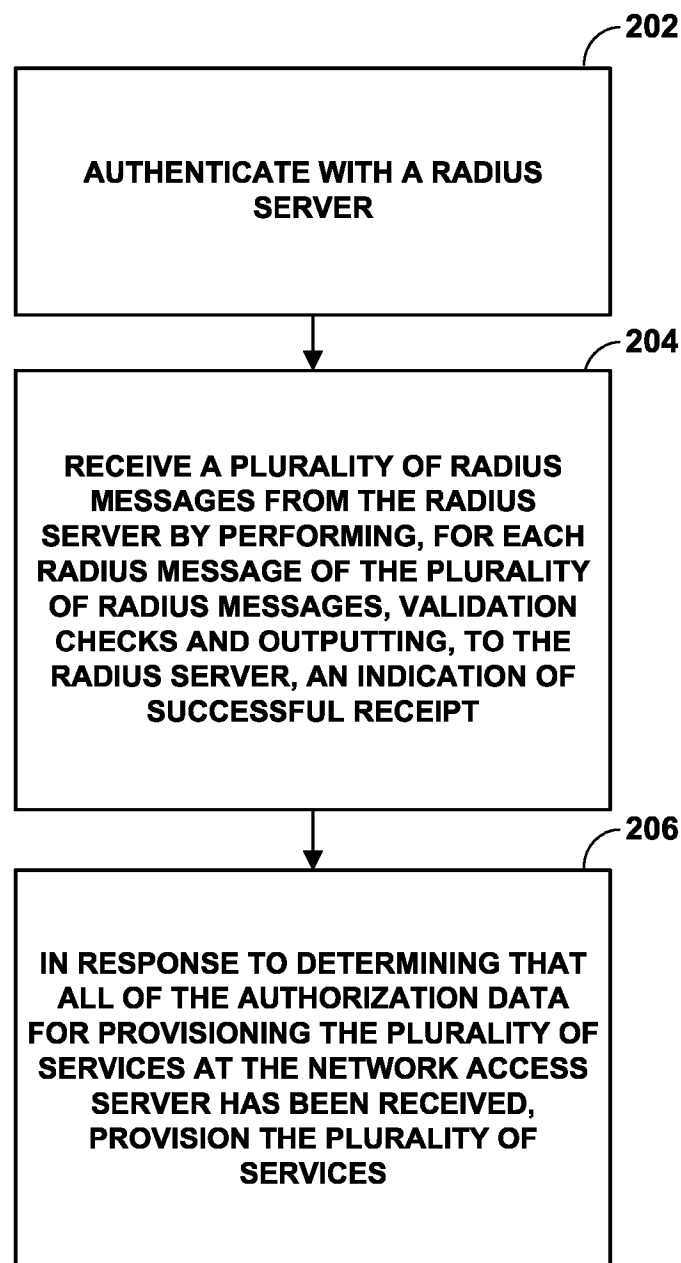 202
AUTHENTICATE WITH A RADIUS
SERVER
204
RECEIVE A PLURALITY OF RADIUS
MESSAGES FROM THE RADIUS
SERVER BY PERFORMING, FOR EACH
RADIUS MESSAGE OF THE PLURALITY
OF RADIUS MESSAGES, VALIDATION
CHECKS AND OUTPUTTING, TO THE
RADIUS SERVER, AN INDICATION OF
SUCCESSFUL RECEIPT
206
IN RESPONSE TO DETERMINING THAT
ALL OF THE AUTHORIZATION DATA
FOR PROVISIONING THE PLURALITY OF
SERVICES AT THE NETWORK ACCESS
SERVER HAS BEEN RECEIVED,
PROVISION THE PLURALITY OF
SERVICES